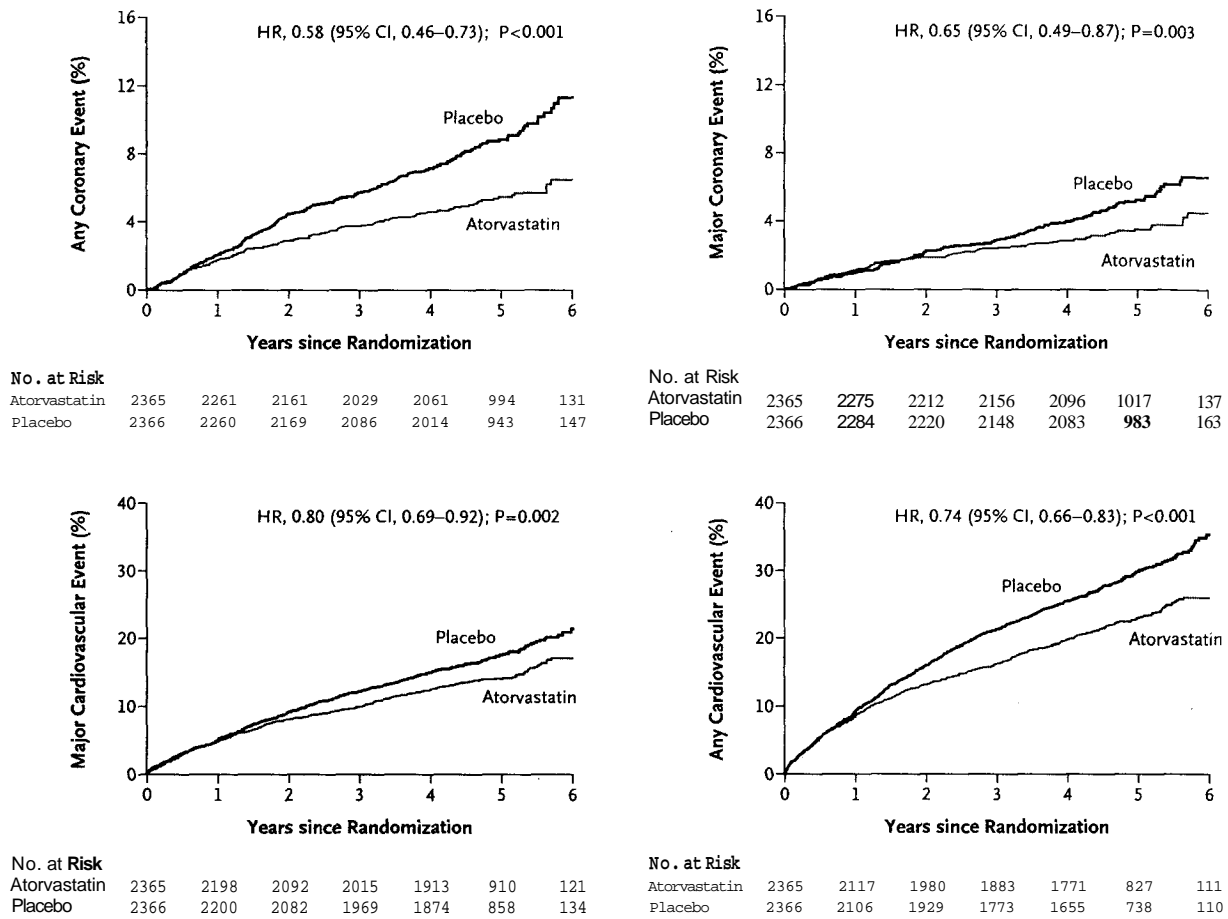 HR, 0.58 (95% CI, 0.46–0.73); P<0.001
Any Coronary Event (%)
16
12
8
4
0
Placebo
Atorvastatin
0 1 2 3 4 5 6
Years since Randomization
No. at Risk
Atorvastatin 2365 2261 2161 2029 2061 994 131
Placebo 2366 2260 2169 2086 2014 943 147
HR, 0.65 (95% CI, 0.49–0.87); P=0.003
Major Coronary Event (%)
16
12
8
4
0
Placebo
Atorvastatin
0 1 2 3 4 5 6
Years since Randomization
No. at Risk
Atorvastatin 2365 2275 2212 2156 2096 1017 137
Placebo 2366 2284 2220 2148 2083 983 163
HR, 0.80 (95% CI, 0.69–0.92); P=0.002
Major Cardiovascular Event (%)
40
30
20
10
0
Placebo
Atorvastatin
0 1 2 3 4 5 6
Years since Randomization
No. at Risk
Atorvastatin 2365 2198 2092 2015 1913 910 121
Placebo 2366 2200 2082 1969 1874 858 134
HR, 0.74 (95% CI, 0.66–0.83); P<0.001
Any Cardiovascular Event (%)
40
30
20
10
0
Placebo
Atorvastatin
0 1 2 3 4 5 6
Years since Randomization
No. at Risk
Atorvastatin 2365 2117 1980 1883 1771 827 111
Placebo 2366 2106 1929 1773 1655 738 110